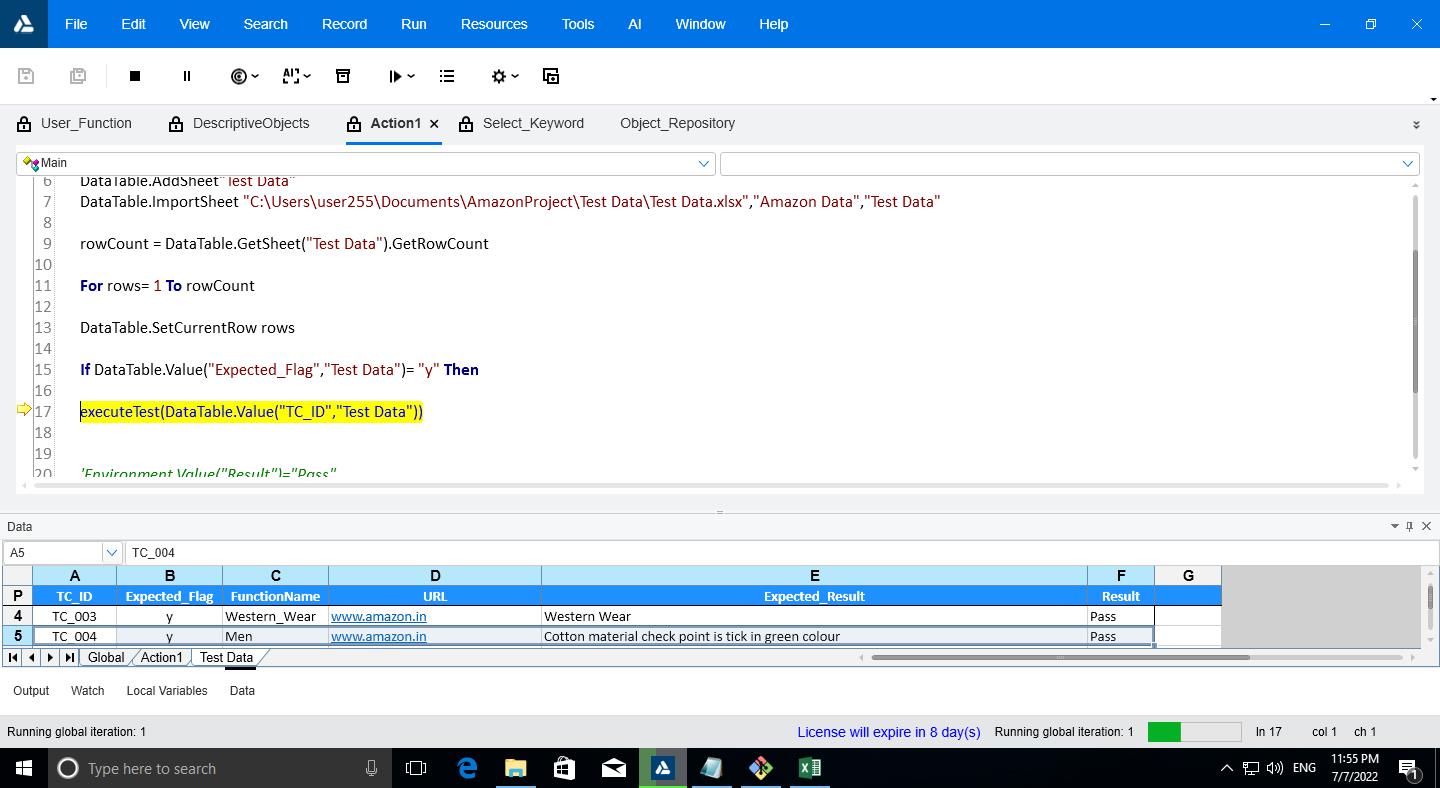 File Edit View Search Record Run Resources Tools AI Window Help
User_Function DescriptiveObjects Action1 Select_Keyword Object_Repository
Main
6 DataTable.AddSheet"Test Data"
7 DataTable.ImportSheet "C:\Users\user255\Documents\AmazonProject\Test Data\Test Data.xlsx","Amazon Data","Test Data"
8
9 rowCount = DataTable.GetSheet("Test Data").GetRowCount
10
11 For rows= 1 To rowCount
12
13 DataTable.SetCurrentRow rows
14
15 If DataTable.Value("Expected_Flag","Test Data")= "y" Then
16
17 executeTest(DataTable.Value("TC_ID","Test Data"))
18
19
20 'Environment.Value("Result")="Pass"
Data
A5 TC_004
A B C D E F G
P TC_ID Expected_Flag FunctionName URL Expected_Result Result
4 TC_003 y Western_Wear www.amazon.in Western Wear Pass
5 TC_004 y Men www.amazon.in Cotton material check point is tick in green colour Pass
Global Action1 Test Data
Output Watch Local Variables Data
Running global iteration: 1 License will expire in 8 day(s) Running global iteration: 1 ln 17 col 1 ch 1
Type here to search ENG 11:55 PM
7/7/2022 1